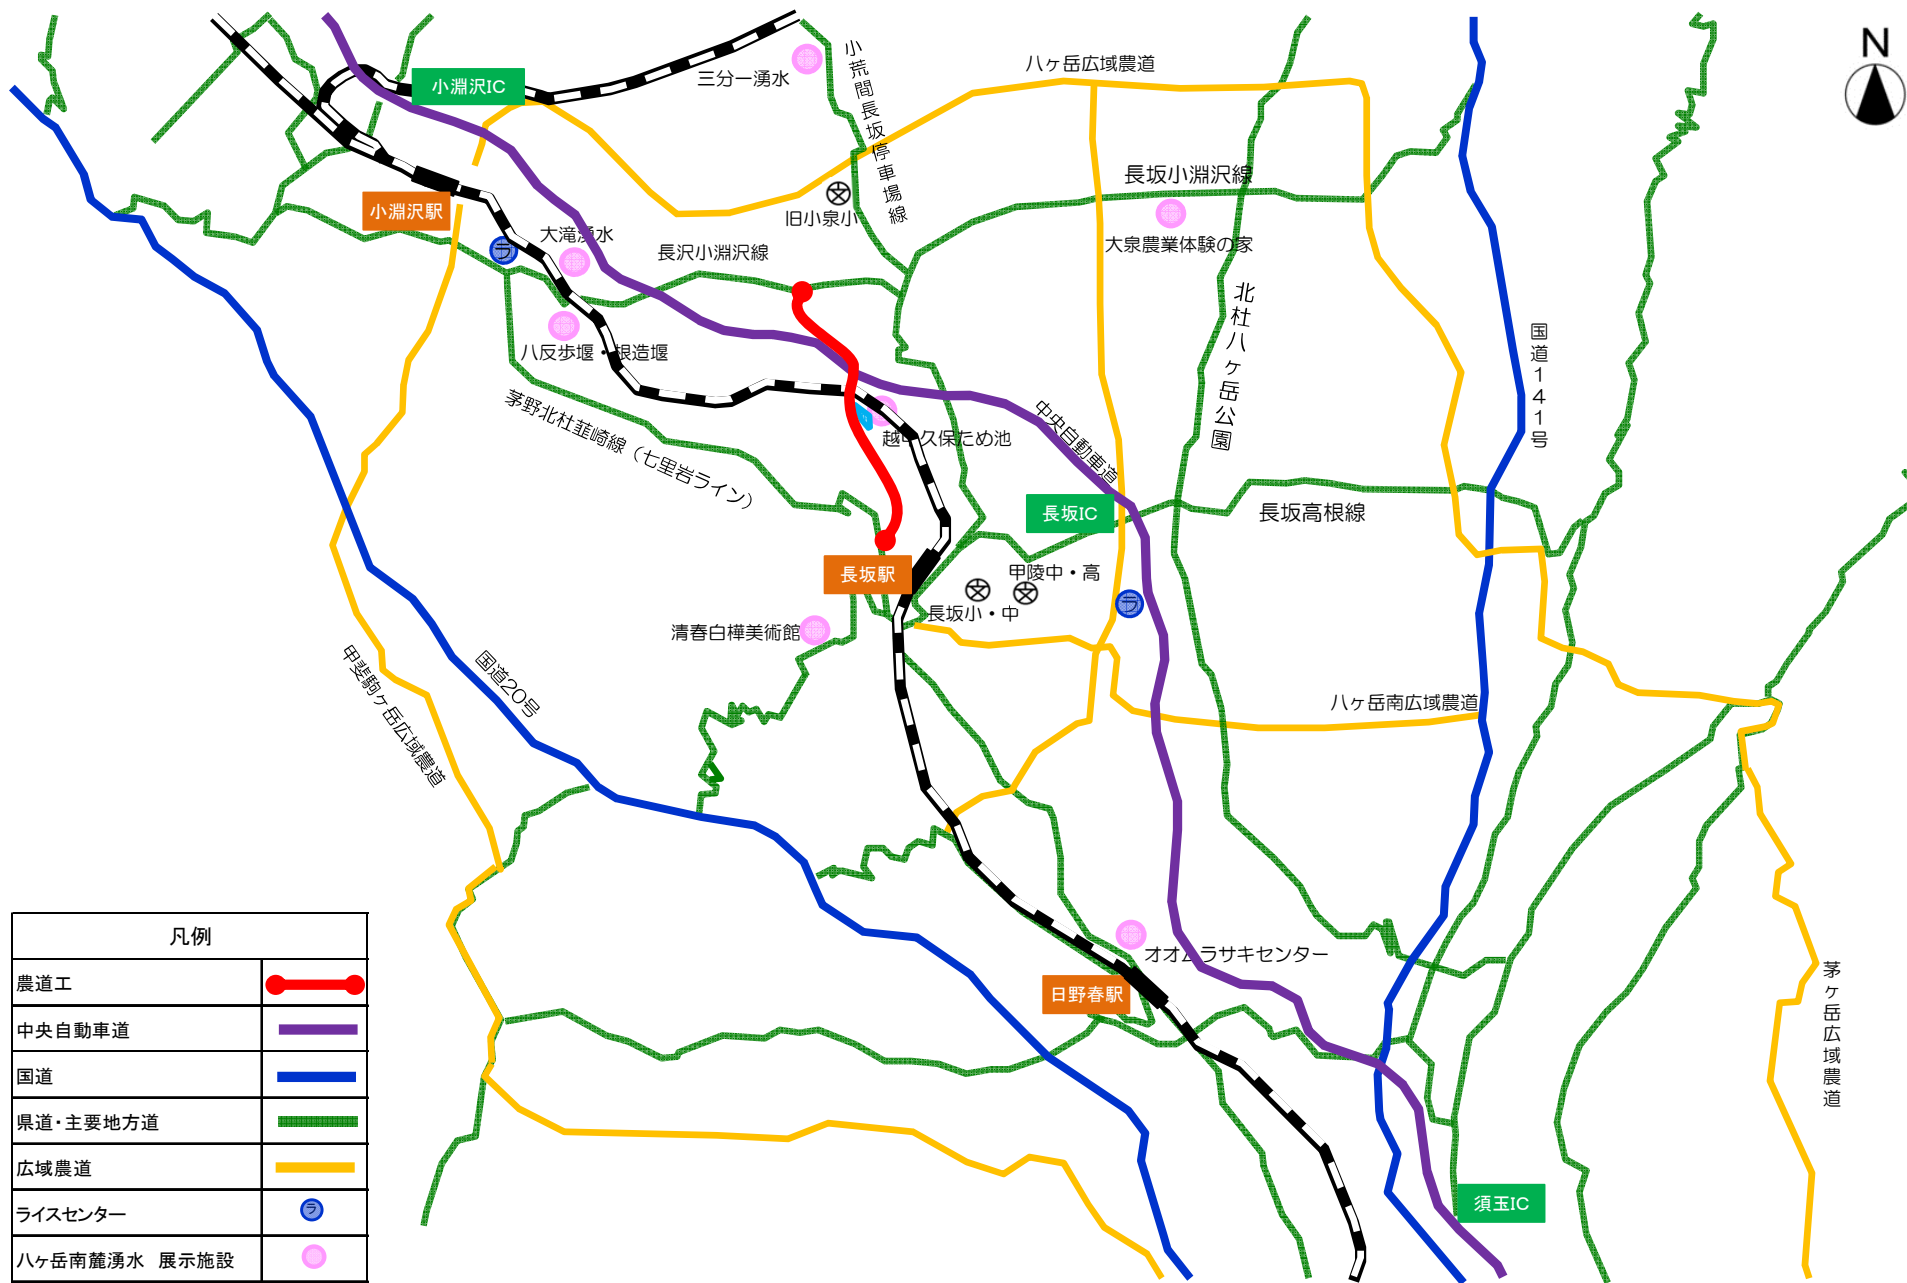 N
小淵沢IC
三分一湧水
小荒間長坂停車場線
八ヶ岳広域農道
長坂小淵沢線
旧小泉小
小淵沢駅
ラ
大滝湧水
長沢小淵沢線
大泉農業体験の家
北杜八ヶ岳公園
国道141号
八反歩堰・根造堰
茅野北杜韮崎線（七里岩ライン）
越中久保ため池
中央自動車道
長坂IC
長坂高根線
長坂駅
甲陵中・高
長坂小・中
ラ
清春白樺美術館
国道20号
甲斐駒ヶ岳広域農道
八ヶ岳南広域農道
オオムラサキセンター
日野春駅
茅ヶ岳広域農道
須玉IC
凡例
農道工
中央自動車道
国道
県道・主要地方道
広域農道
ライスセンター
ラ
八ヶ岳南麓湧水　展示施設